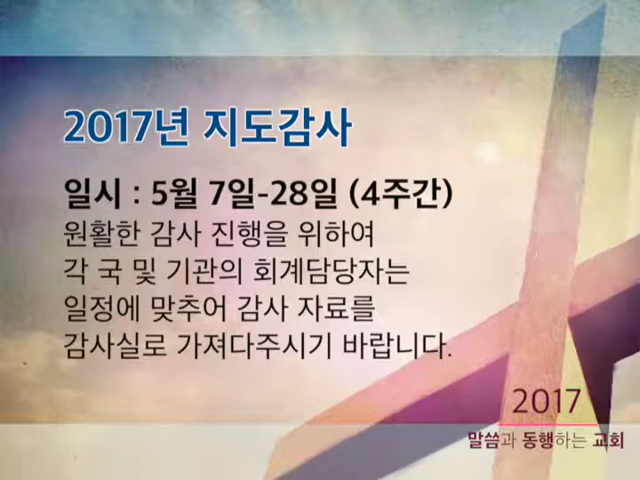 2017년 지도감사
일시 : 5월 7일-28일 (4주간)
원활한 감사 진행을 위하여
각 국 및 기관의 회계담당자는
일정에 맞추어 감사 자료를
감사실로 가져다주시기 바랍니다.
2017
말씀과 동행하는 교회